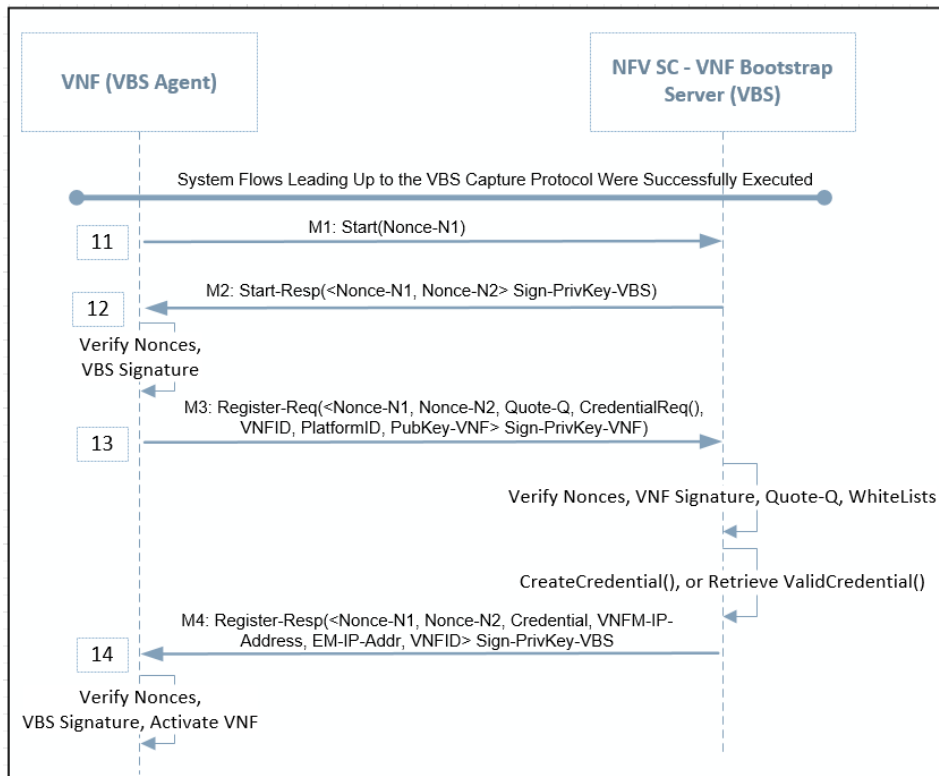 VNF (VBS Agent)
NFV SC - VNF Bootstrap
Server (VBS)
System Flows Leading Up to the VBS Capture Protocol Were Successfully Executed
M1: Start(Nonce-N1)
11
M2: Start-Resp(<Nonce-N1, Nonce-N2> Sign-PrivKey-VBS)
12
Verify Nonces,
VBS Signature
M3: Register-Req(<Nonce-N1, Nonce-N2, Quote-Q, CredentialReq(),
VNFID, PlatformID, PubKey-VNF> Sign-PrivKey-VNF)
13
Verify Nonces, VNF Signature, Quote-Q, WhiteLists
CreateCredential(), or Retrieve ValidCredential()
M4: Register-Resp(<Nonce-N1, Nonce-N2, Credential, VNFM-IP-
Address, EM-IP-Addr, VNFID> Sign-PrivKey-VBS
14
Verify Nonces,
VBS Signature, Activate VNF